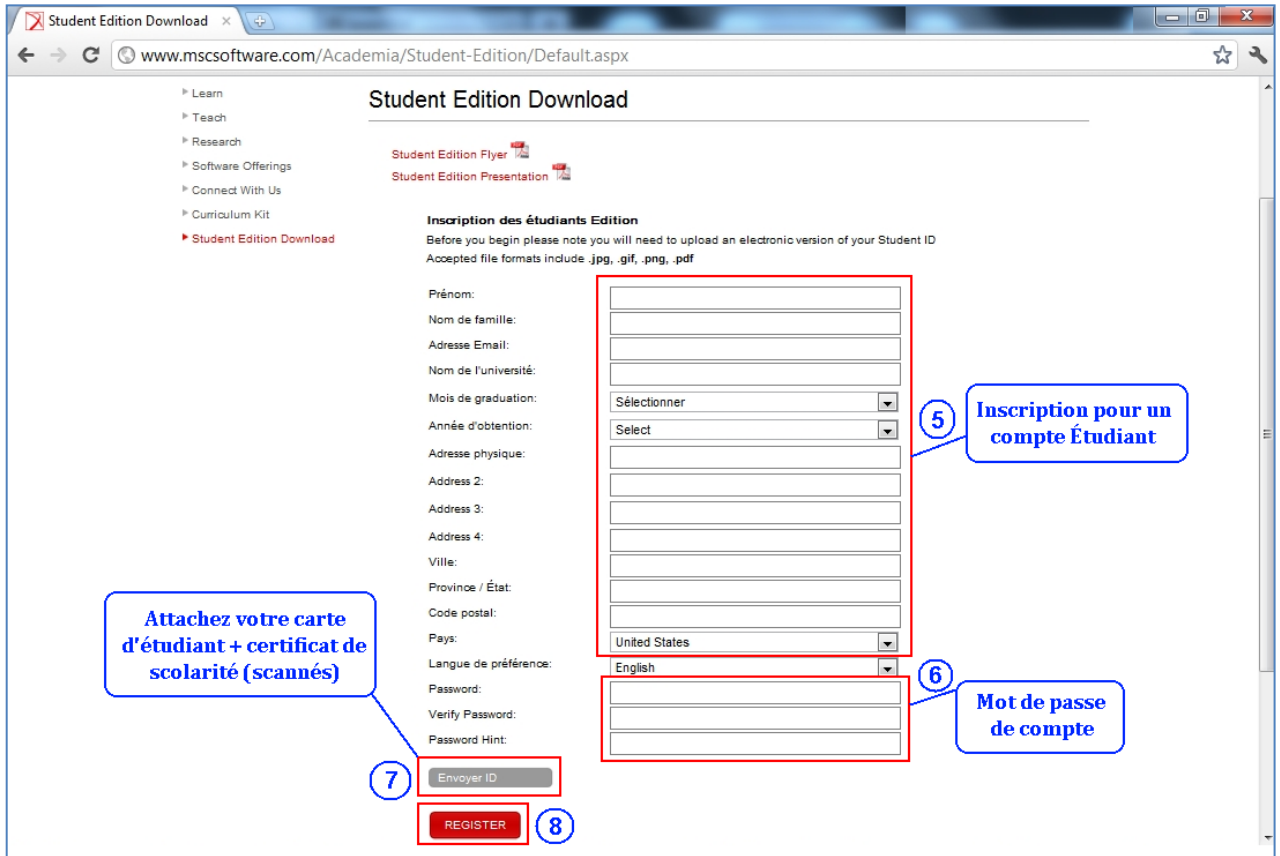 Student Edition Download
www.mscsoftware.com/Academia/Student-Edition/Default.aspx
Learn
Teach
Research
Software Offerings
Connect With Us
Curriculum Kit
Student Edition Download
Student Edition Download
Student Edition Flyer
Student Edition Presentation
Inscription des étudiants Edition
Before you begin please note you will need to upload an electronic version of your Student ID
Accepted file formats include .jpg, .gif, .png, .pdf
Prénom:
Nom de famille:
Adresse Email:
Nom de l'université:
Mois de graduation: Sélectionner
Année d'obtention: Select
Adresse physique:
Address 2:
Address 3:
Address 4:
Ville:
Province / État:
Code postal:
Pays: United States
Langue de préférence: English
Password:
Verify Password:
Password Hint:
Envoyer ID
REGISTER
5
Inscription pour un
compte Étudiant
6
Mot de passe
de compte
Attachez votre carte
d'étudiant + certificat de
scolarité (scannés)
7
8